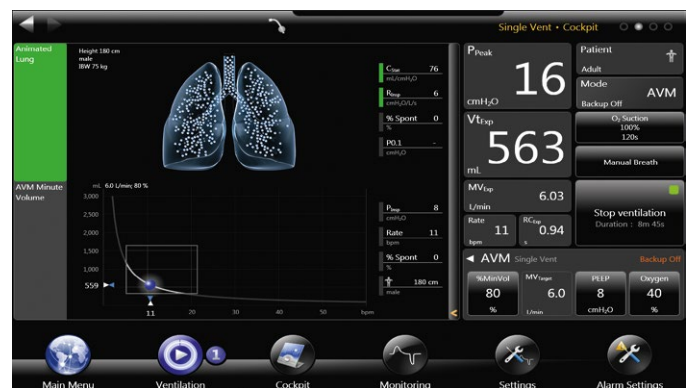 Single Vent • Cockpit
Animated
Lung
Height 180 cm
male
IBW 75 kg
CStat 76
mL/cmH2O
RInsp 6
cmH2O/L/s
% Spont 0
%
P0.1 -
cmH2O
AVM Minute
Volume
mL 6.0 L/min; 80 %
3,000
2,500
2,000
1,500
1,000
559
11 20 30 40 50 bpm
PInsp 8
cmH2O
Rate 11
bpm
% Spont 0
%
180 cm
male
PPeak
16
cmH2O
VtExp
563
mL
MVExp
6.03
L/min
Rate
11
bpm
RCExp
0.94
s
Patient
Adult
Mode
AVM
Backup Off
O2 Suction
100%
120s
Manual Breath
Stop ventilation
Duration : 8m 45s
AVM Single Vent Backup Off
%MinVol
80
%
MVTarget
6.0
L/min
PEEP
8
cmH2O
Oxygen
40
%
1
Main Menu Ventilation Cockpit Monitoring Settings Alarm Settings